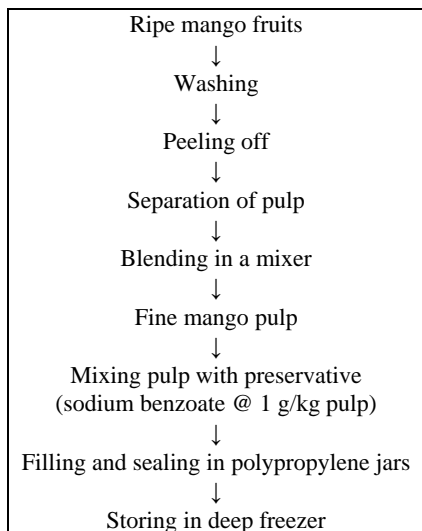 Ripe mango fruits
↓
Washing
↓
Peeling off
↓
Separation of pulp
↓
Blending in a mixer
↓
Fine mango pulp
↓
Mixing pulp with preservative
(sodium benzoate @ 1 g/kg pulp)
↓
Filling and sealing in polypropylene jars
↓
Storing in deep freezer